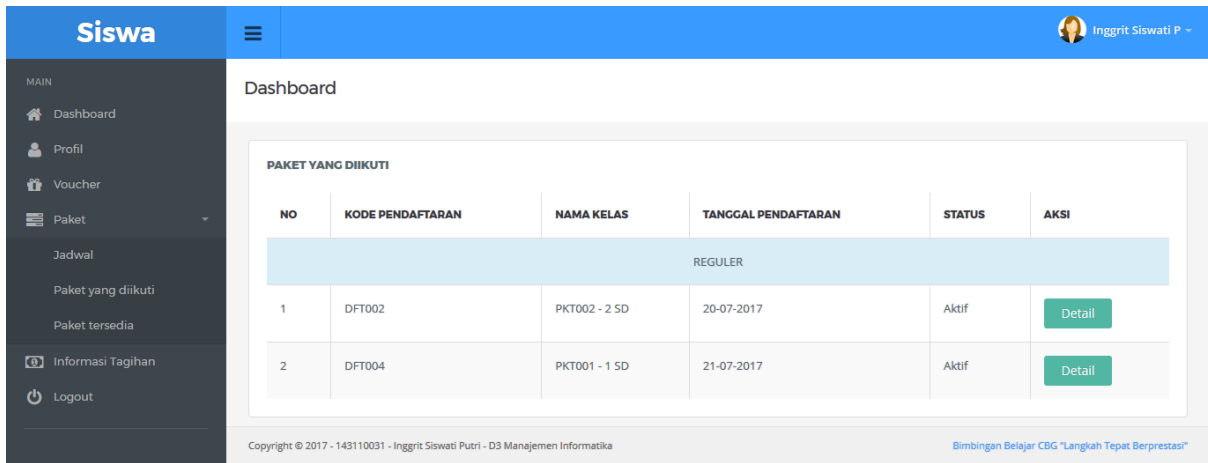 Siswa
Inggrit Siswati P
MAIN
Dashboard
Profil
Voucher
Paket
Jadwal
Paket yang diikuti
Paket tersedia
Informasi Tagihan
Logout
Dashboard
PAKET YANG DIIKUTI
NO KODE PENDAFTARAN NAMA KELAS TANGGAL PENDAFTARAN STATUS AKSI
REGULER
1 DFT002 PKT002 - 2 SD 20-07-2017 Aktif Detail
2 DFT004 PKT001 - 1 SD 21-07-2017 Aktif Detail
Copyright © 2017 - 143110031 - Inggrit Siswati Putri - D3 Manajemen Informatika Bimbingan Belajar CBG "Langkah Tepat Berprestasi"